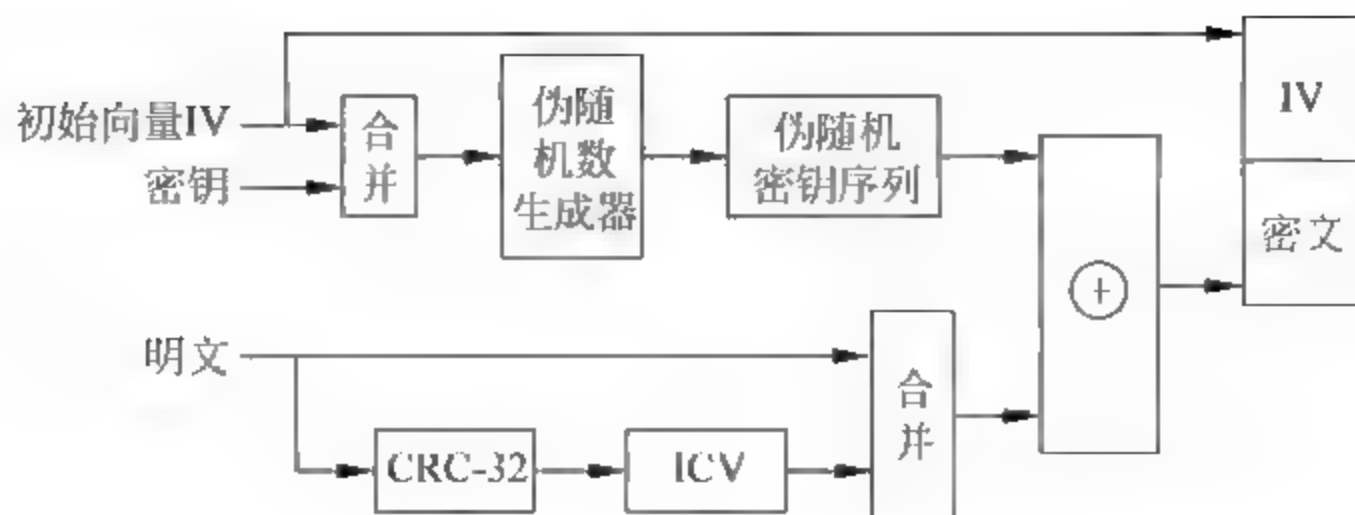 初始向量IV
密钥
合
并
伪随
机数
生成器
伪随机
密钥序列
IV
密文
明文
CRC-32
ICV
合
并